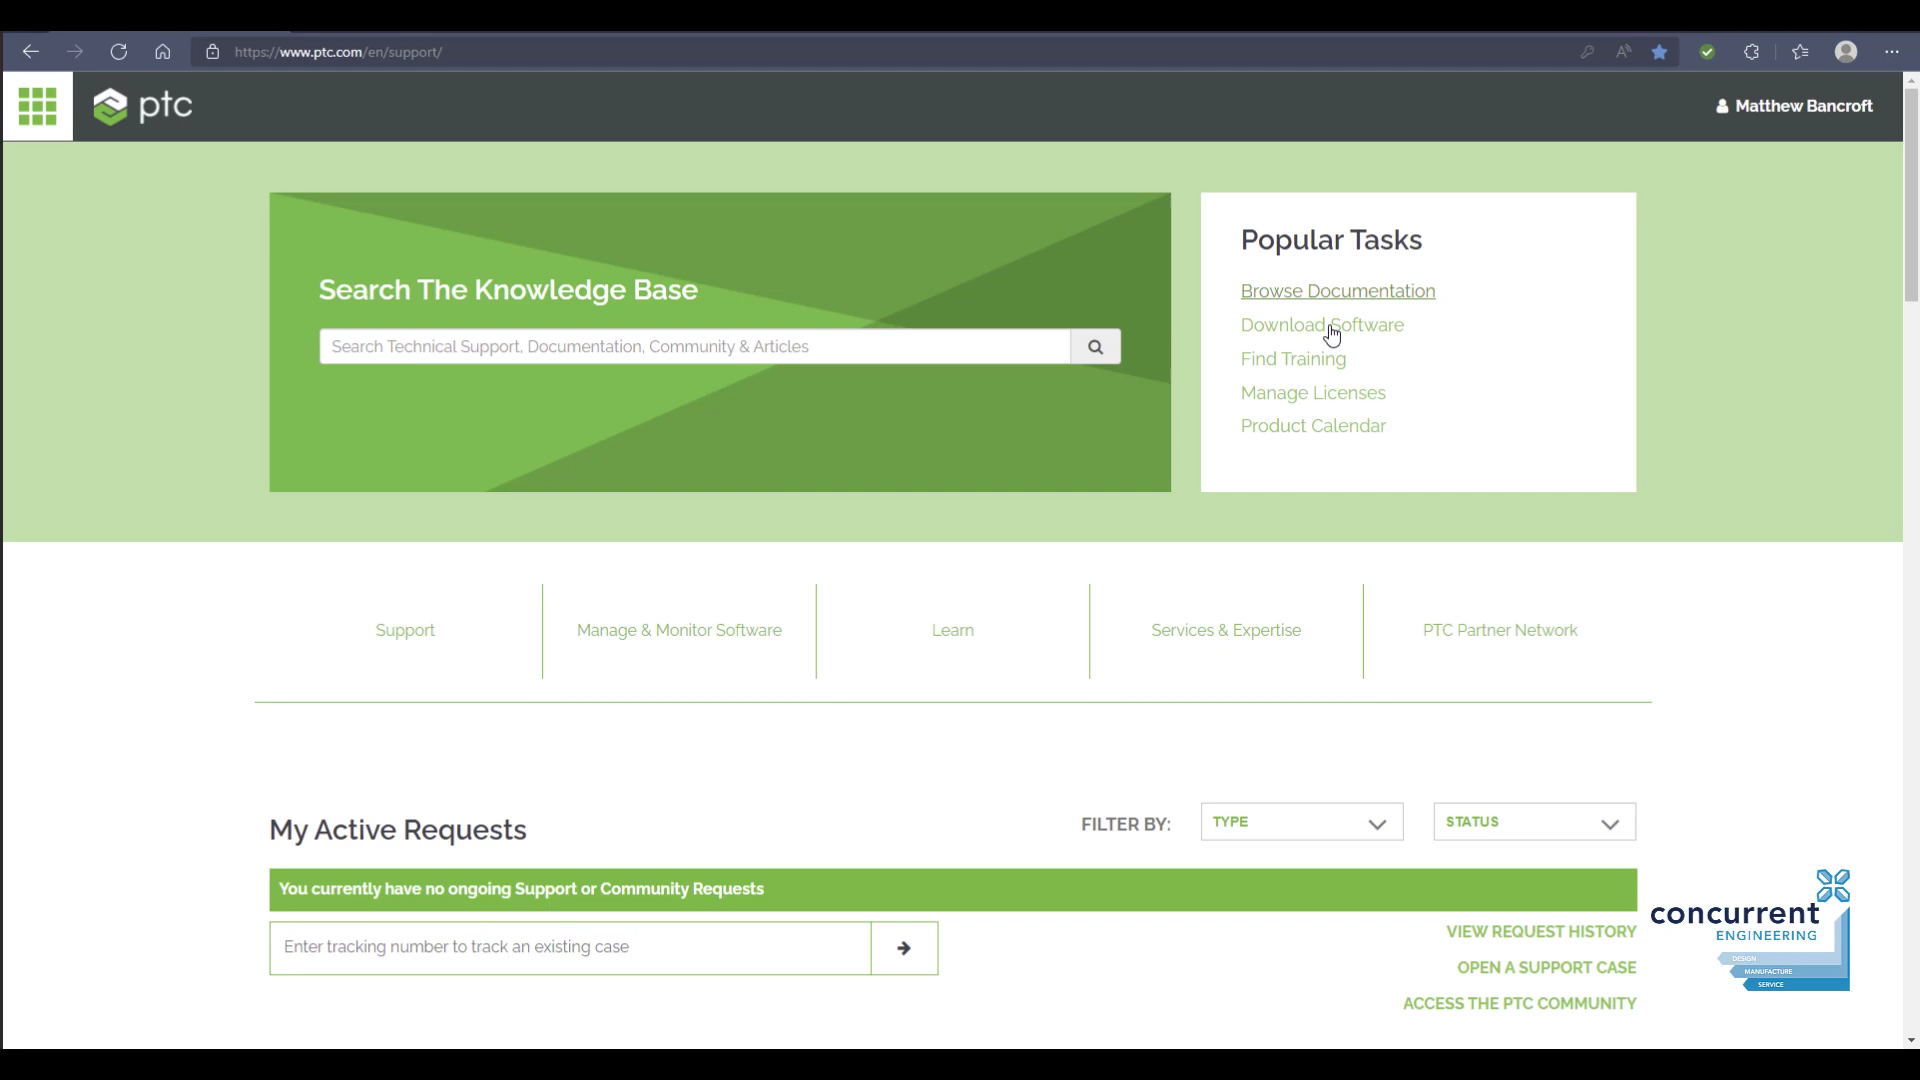 https://www.ptc.com/en/support/
ptc
Matthew Bancroft
Search The Knowledge Base
Search Technical Support, Documentation, Community & Articles
Popular Tasks
Browse Documentation
Download Software
Find Training
Manage Licenses
Product Calendar
Support
Manage & Monitor Software
Learn
Services & Expertise
PTC Partner Network
My Active Requests
FILTER BY:
TYPE
STATUS
You currently have no ongoing Support or Community Requests
Enter tracking number to track an existing case
VIEW REQUEST HISTORY
OPEN A SUPPORT CASE
ACCESS THE PTC COMMUNITY
concurrent
ENGINEERING
DESIGN
MANUFACTURE
SERVICE